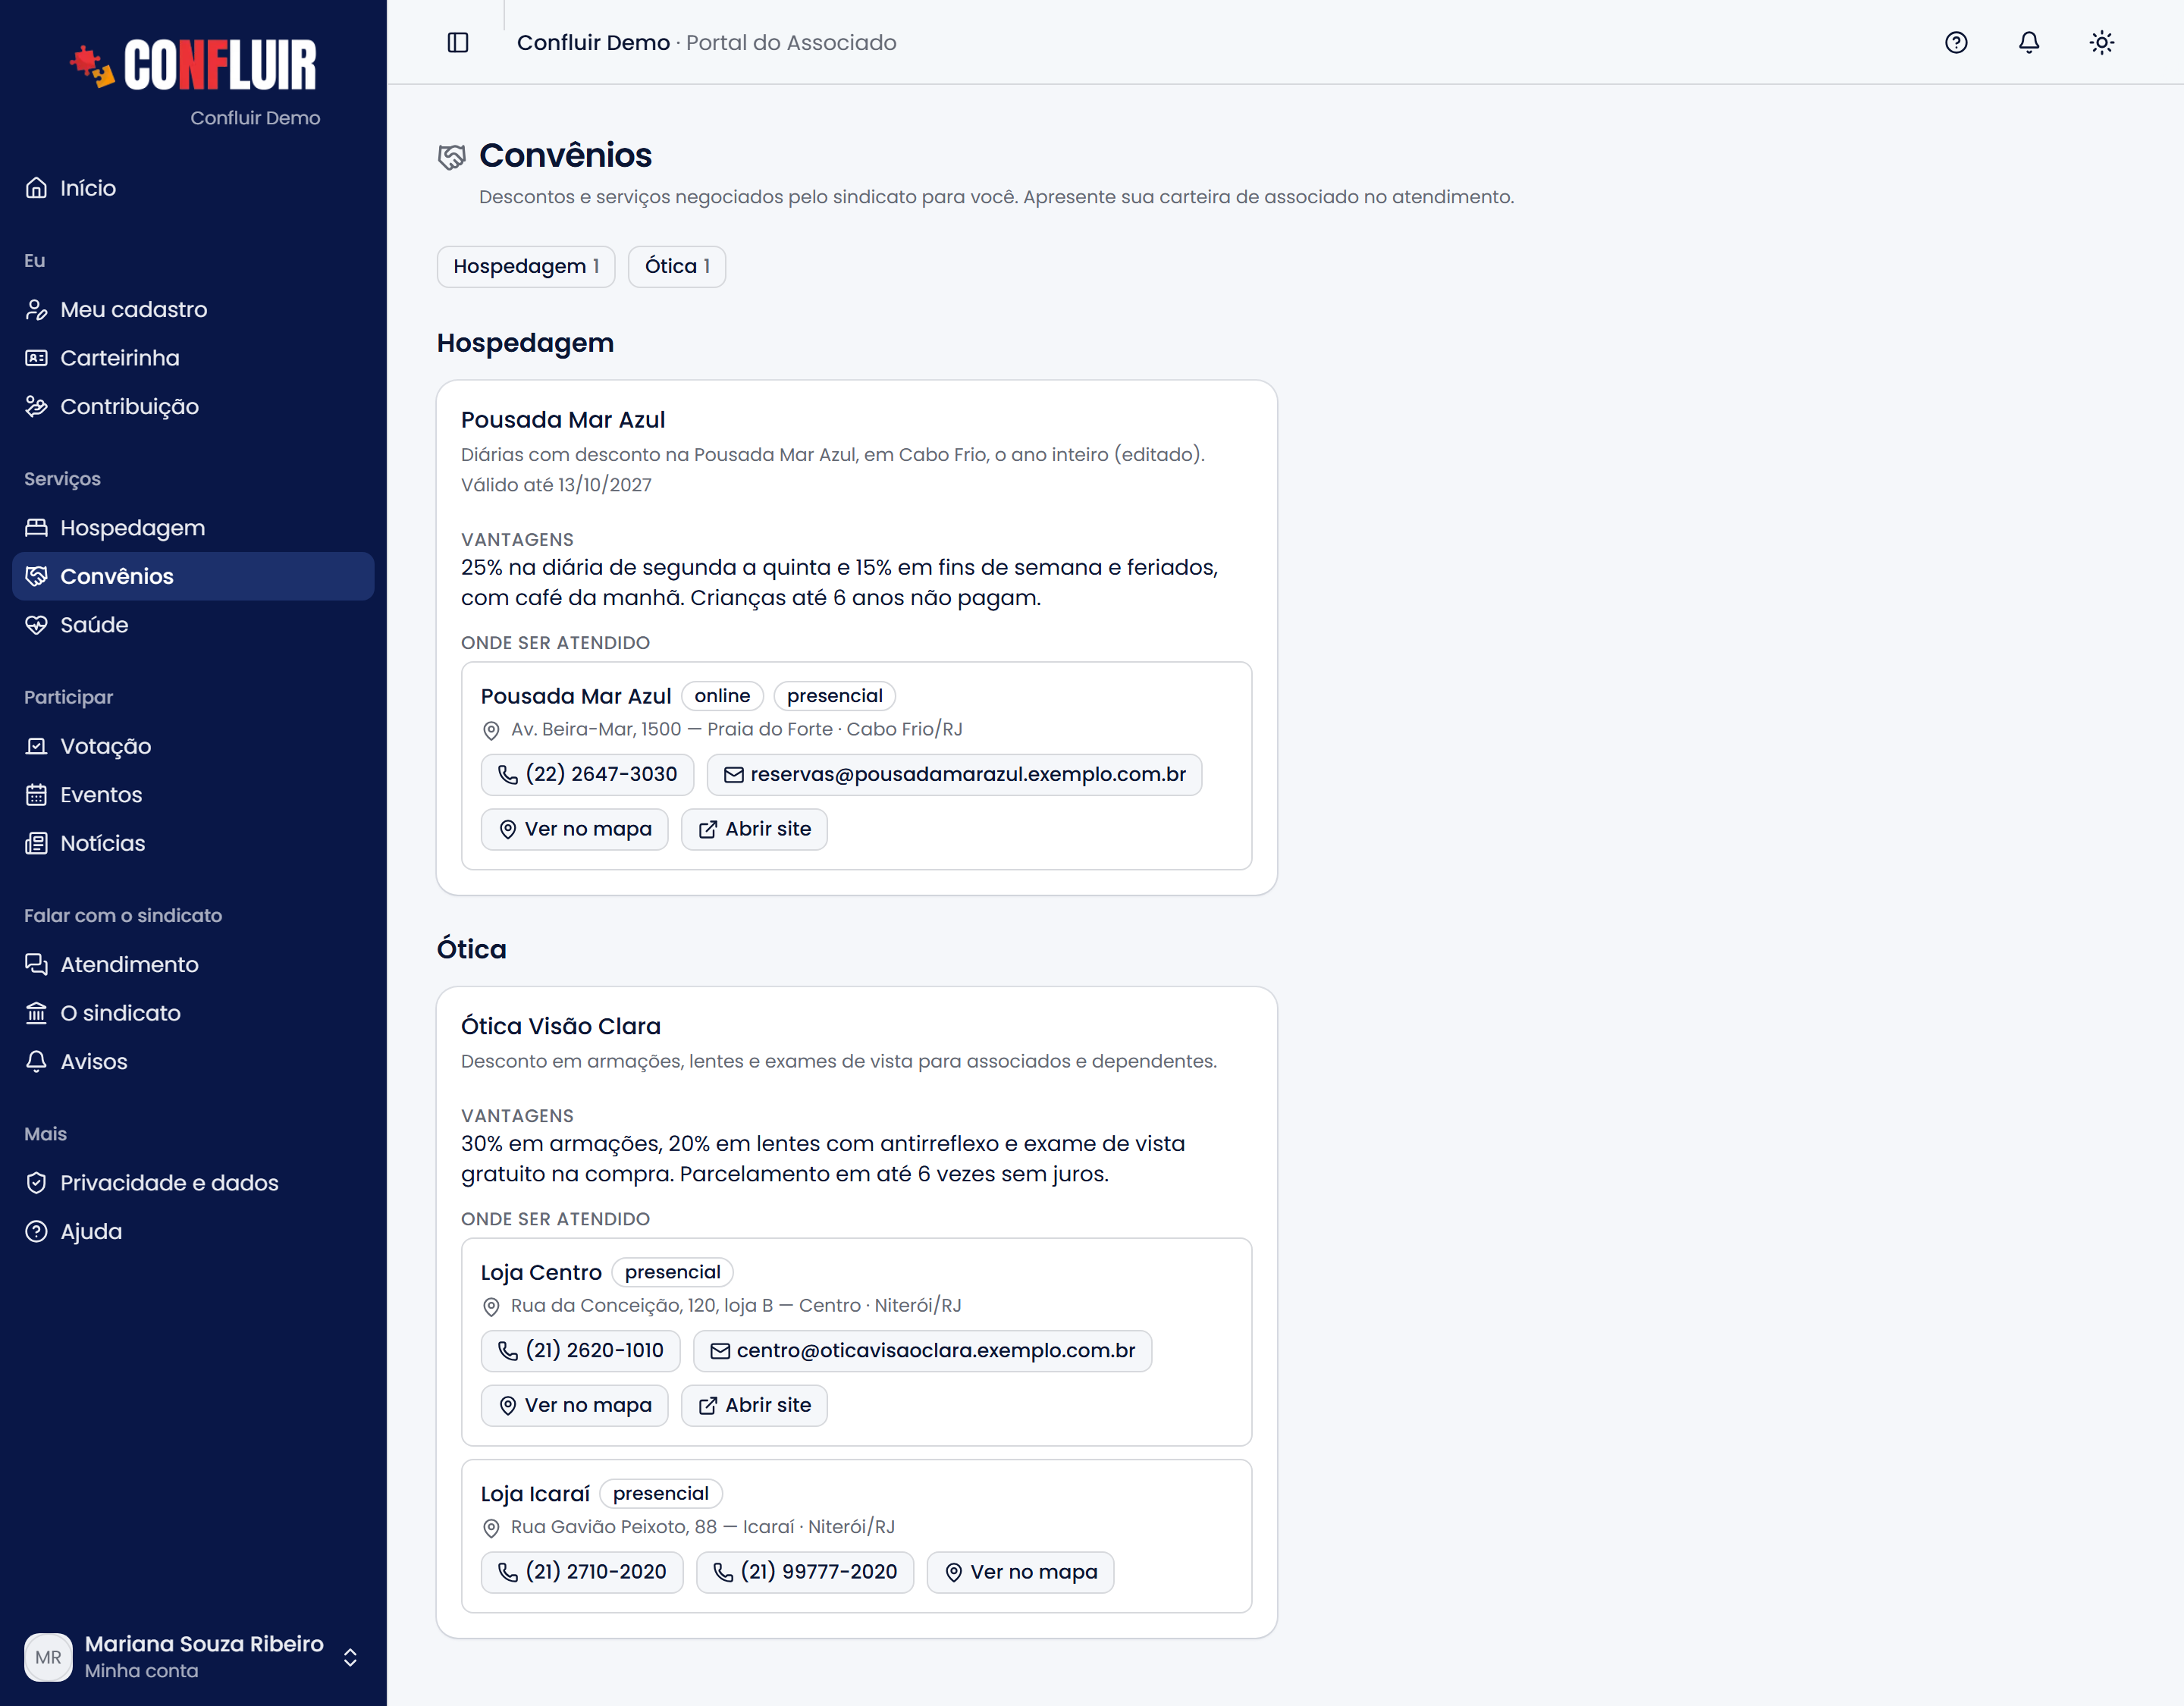 CONFLUIR
Confluir Demo
Início
Eu
Meu cadastro
Carteirinha
Contribuição
Serviços
Hospedagem
Convênios
Saúde
Participar
Votação
Eventos
Notícias
Falar com o sindicato
Atendimento
O sindicato
Avisos
Mais
Privacidade e dados
Ajuda
MR
Mariana Souza Ribeiro
Minha conta
Confluir Demo · Portal do Associado
Convênios
Descontos e serviços negociados pelo sindicato para você. Apresente sua carteira de associado no atendimento.
Hospedagem 1
Ótica 1
Hospedagem
Pousada Mar Azul
Diárias com desconto na Pousada Mar Azul, em Cabo Frio, o ano inteiro (editado).
Válido até 13/10/2027
VANTAGENS
25% na diária de segunda a quinta e 15% em fins de semana e feriados,
com café da manhã. Crianças até 6 anos não pagam.
ONDE SER ATENDIDO
Pousada Mar Azul online presencial
Av. Beira-Mar, 1500 — Praia do Forte · Cabo Frio/RJ
(22) 2647-3030 reservas@pousadamarazul.exemplo.com.br
Ver no mapa Abrir site
Ótica
Ótica Visão Clara
Desconto em armações, lentes e exames de vista para associados e dependentes.
VANTAGENS
30% em armações, 20% em lentes com antirreflexo e exame de vista
gratuito na compra. Parcelamento em até 6 vezes sem juros.
ONDE SER ATENDIDO
Loja Centro presencial
Rua da Conceição, 120, loja B — Centro · Niterói/RJ
(21) 2620-1010 centro@oticavisaoclara.exemplo.com.br
Ver no mapa Abrir site
Loja Icaraí presencial
Rua Gavião Peixoto, 88 — Icaraí · Niterói/RJ
(21) 2710-2020 (21) 99777-2020 Ver no mapa